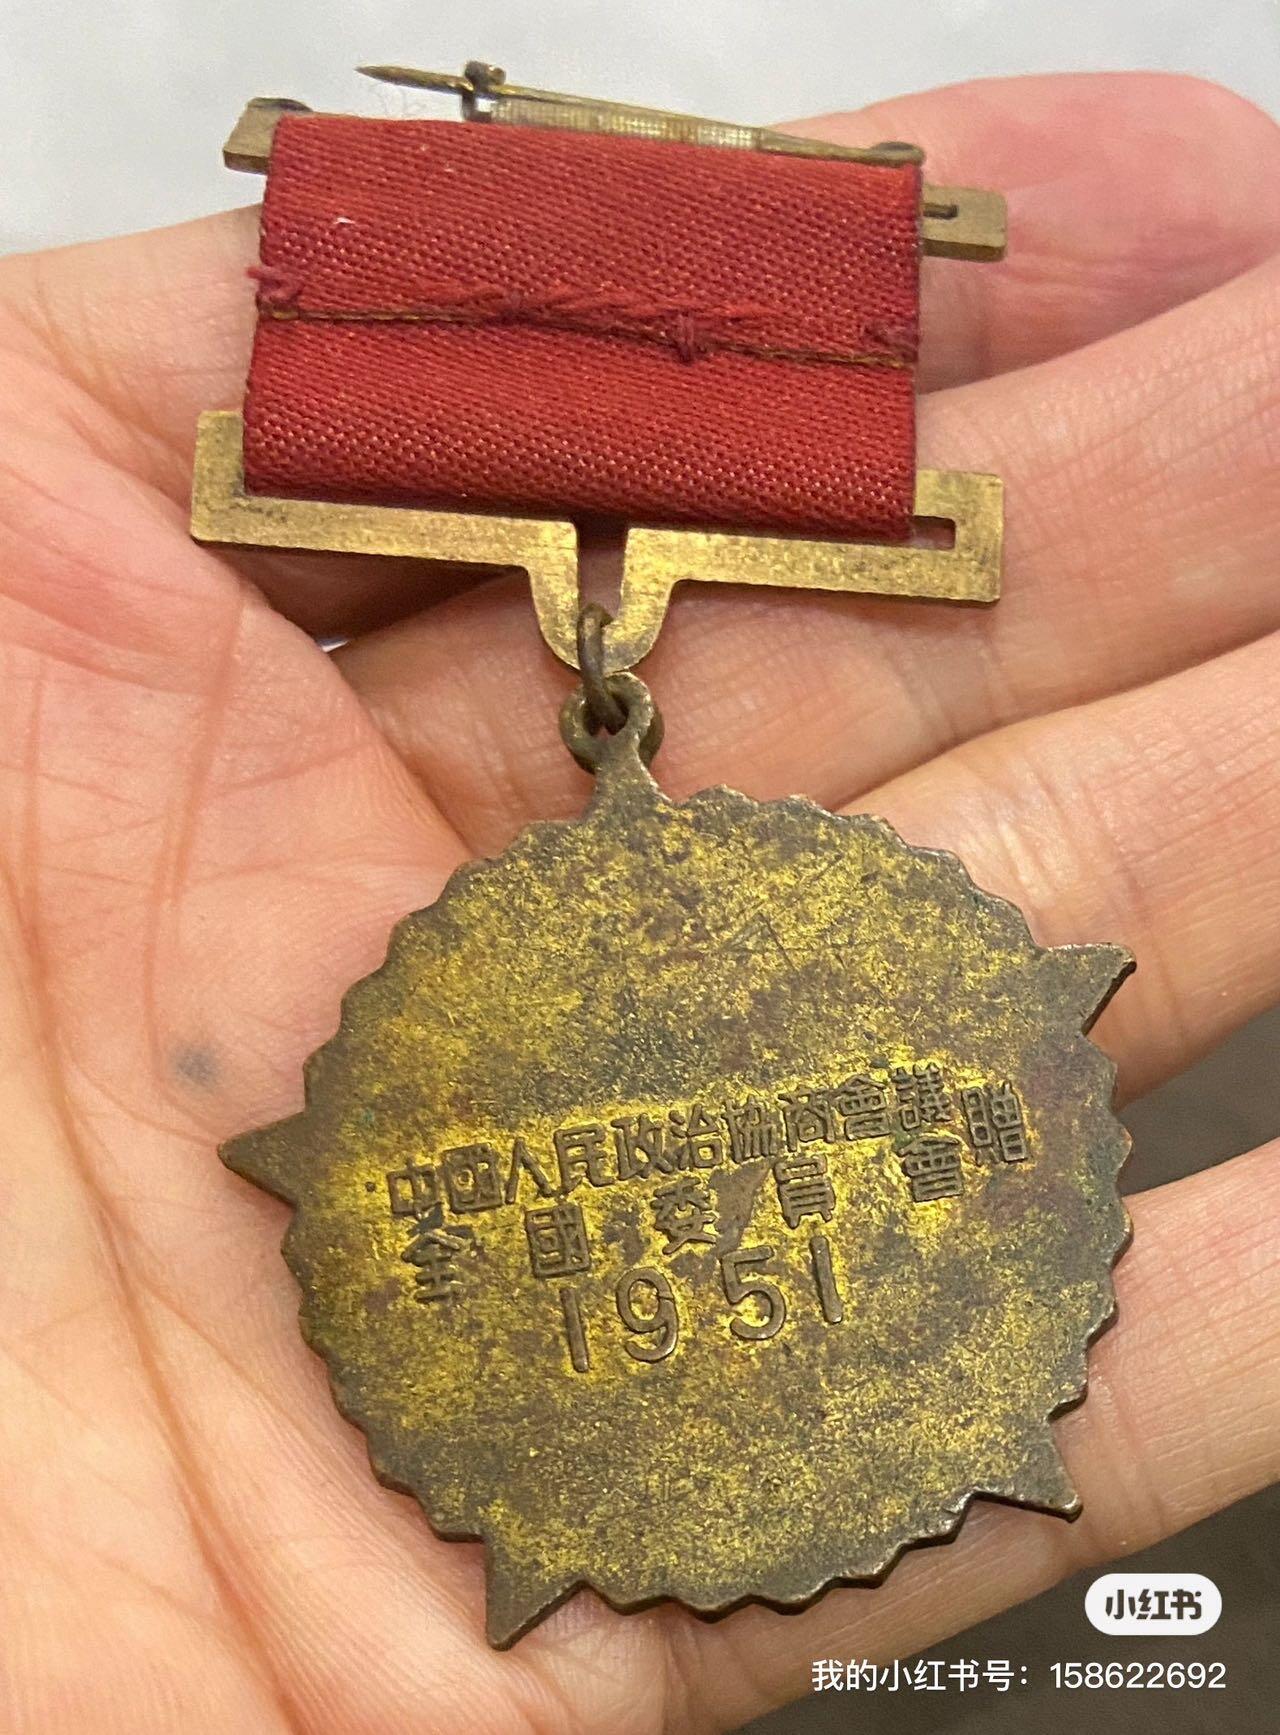 中國人民政治協商會議
全國委員會贈
1951
小红书
我的小红书号：158622692